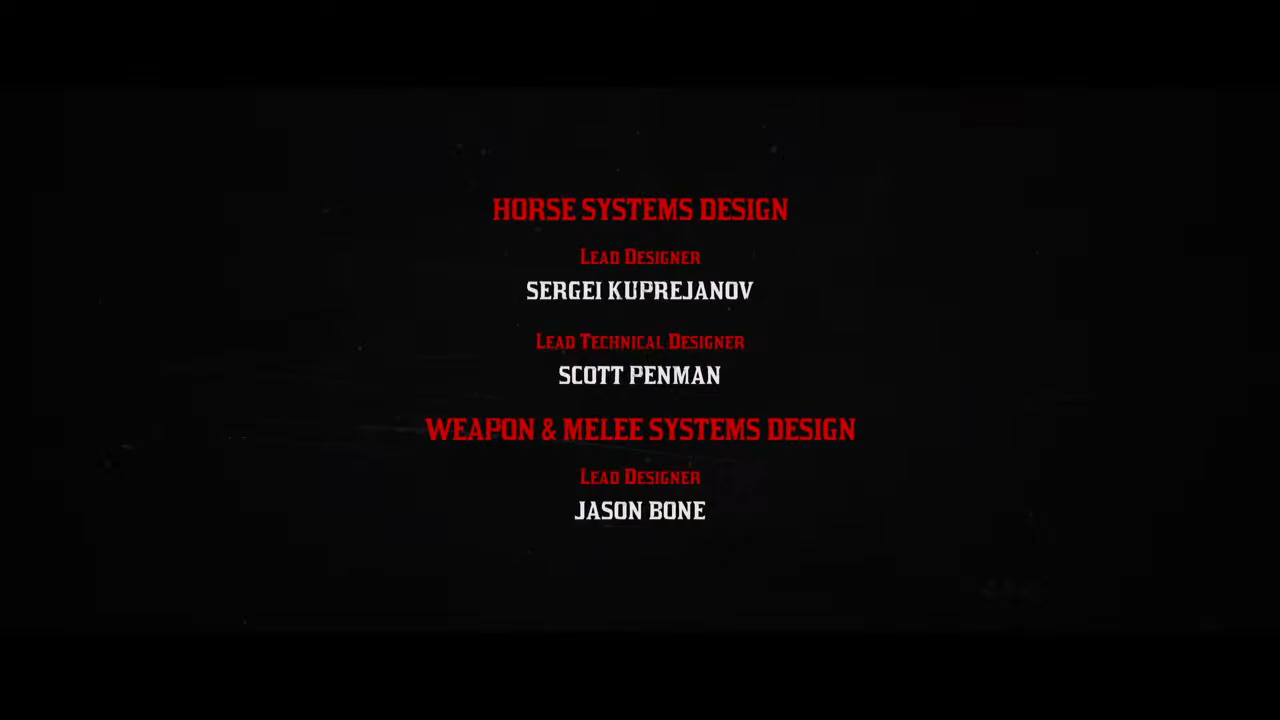 HORSE SYSTEMS DESIGN
LEAD DESIGNER
SERGEI KUPREJANOV
LEAD TECHNICAL DESIGNER
SCOTT PENMAN
WEAPON & MELEE SYSTEMS DESIGN
LEAD DESIGNER
JASON BONE